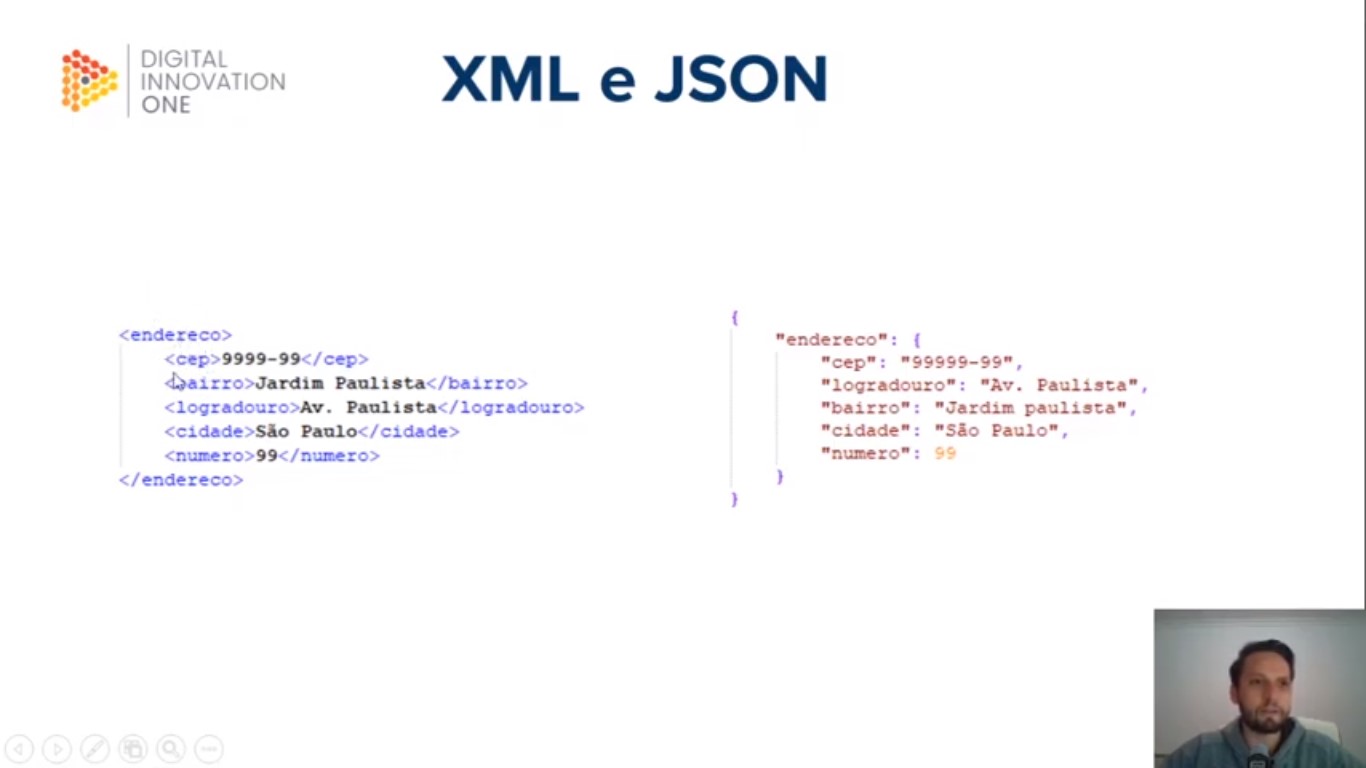 DIGITAL
INNOVATION
ONE
XML e JSON
<endereco>
<cep>9999-99</cep>
<bairro>Jardim Paulista</bairro>
<logradouro>Av. Paulista</logradouro>
<cidade>São Paulo</cidade>
<numero>99</numero>
</endereco>
{
"endereco": {
"cep": "99999-99",
"logradouro": "Av. Paulista",
"bairro": "Jardim paulista",
"cidade": "São Paulo",
"numero": 99
}
}